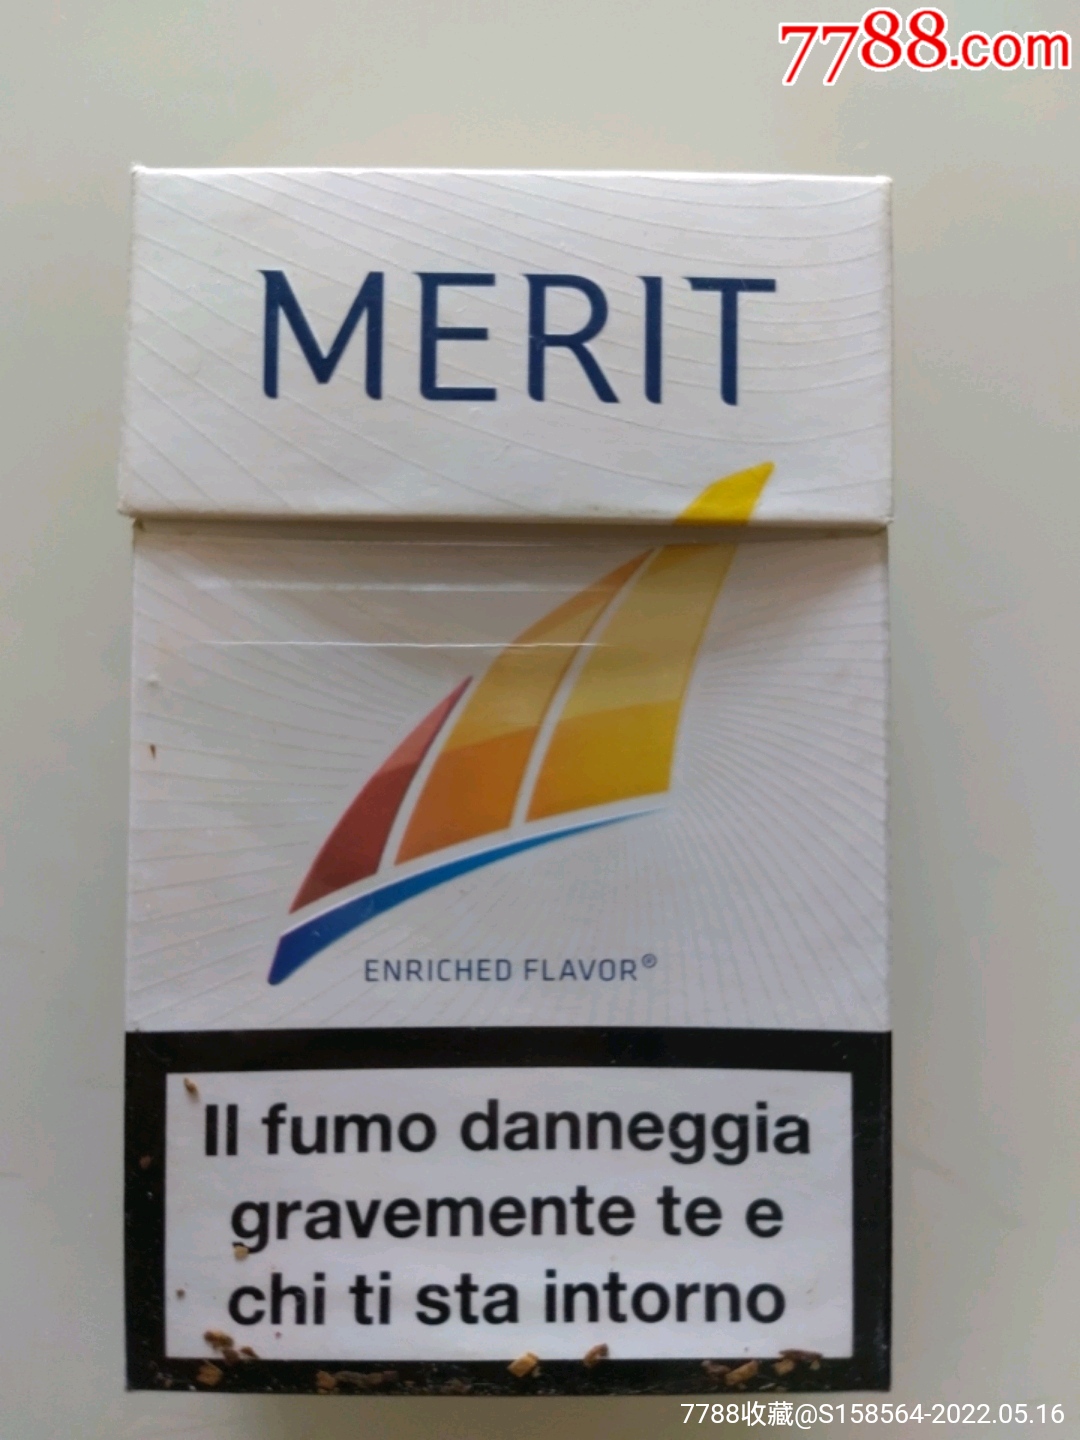 7788.com
MERIT
ENRICHED FLAVOR®
Il fumo danneggia
gravemente te e
chi ti sta intorno
7788收藏@S158564-2022.05.16